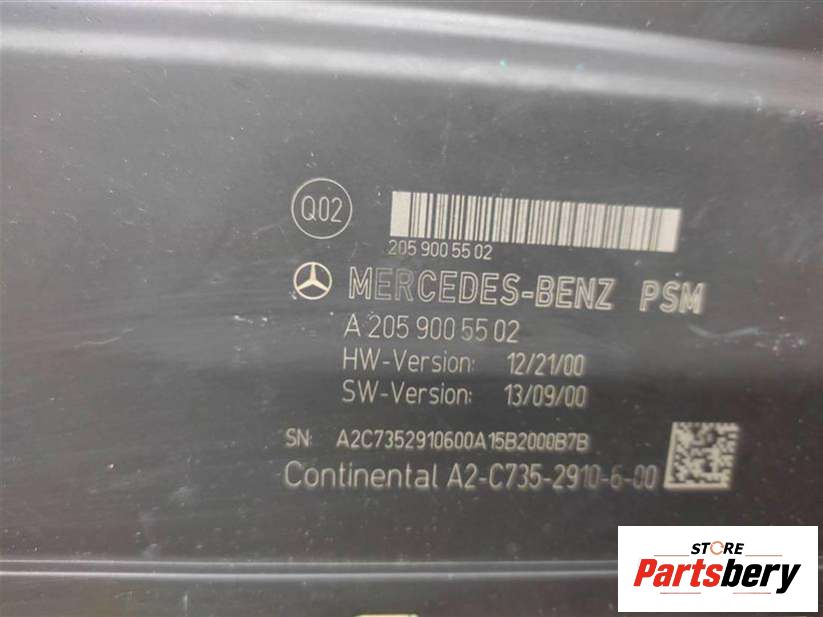 Q02
205 900 55 02
MERCEDES-BENZ PSM
A 205 900 55 02
HW-Version: 12/21/00
SW-Version: 13/09/00
SN: A2C7352910600A15B2000B7B
Continental A2-C735-2910-6-00
STORE
Partsbery